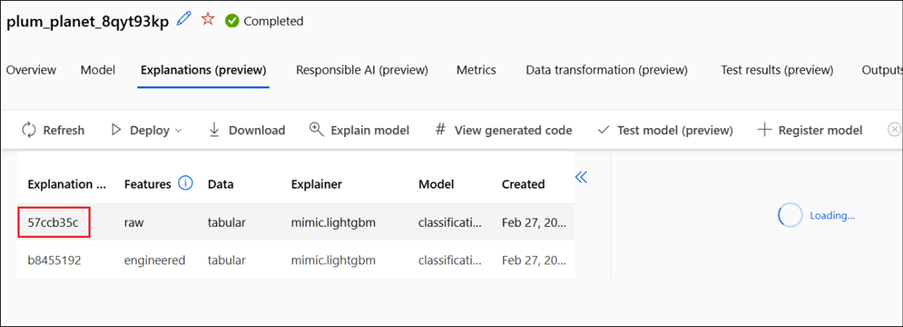 plum_planet_8qyt93kp Completed
Overview Model Explanations (preview) Responsible AI (preview) Metrics Data transformation (preview) Test results (preview) Outputs
Refresh Deploy Download Explain model # View generated code Test model (preview) Register model
Explanation ... Features Data Explainer Model Created
57ccb35c raw tabular mimic.lightgbm classificati... Feb 27, 20...
b8455192 engineered tabular mimic.lightgbm classificati... Feb 27, 20...
Loading...